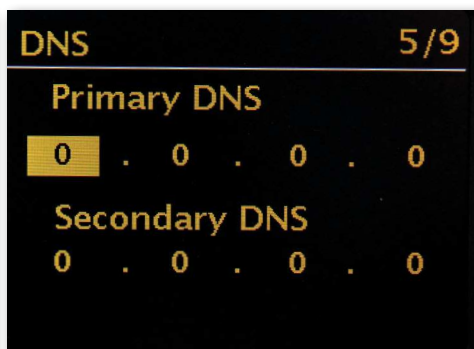 DNS 5/9
Primary DNS
0 . 0 . 0 . 0
Secondary DNS
0 . 0 . 0 . 0